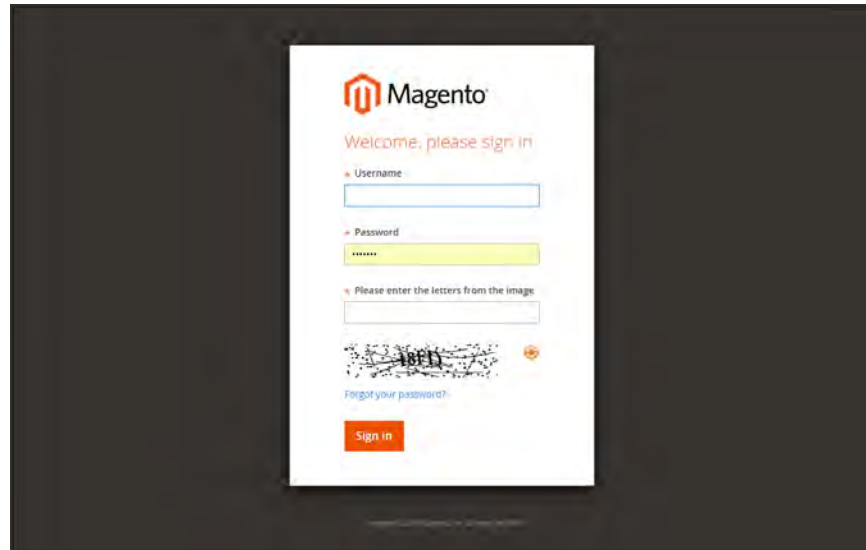 Magento
Welcome, please sign in
* Username
* Password
•••••••
* Please enter the letters from the image
Forgot your password?
Sign in